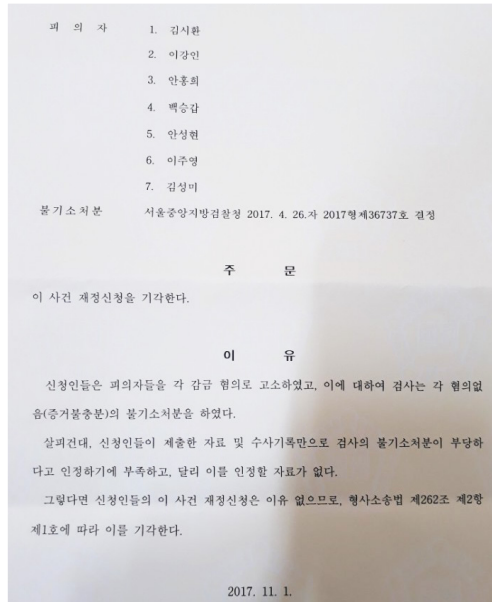 피 의 자 1. 김시환
2. 이강인
3. 안홍희
4. 백승갑
5. 안성현
6. 이주영
7. 김성미
불기소처분 서울중앙지방검찰청 2017. 4. 26.자 2017형제36737호 결정
주 문
이 사건 재정신청을 기각한다.
이 유
신청인들은 피의자들을 각 감금 혐의로 고소하였고, 이에 대하여 검사는 각 혐의없
음(증거불충분)의 불기소처분을 하였다.
살피건대, 신청인들이 제출한 자료 및 수사기록만으로 검사의 불기소처분이 부당하
다고 인정하기에 부족하고, 달리 이를 인정할 자료가 없다.
그렇다면 신청인들의 이 사건 재정신청은 이유 없으므로, 형사소송법 제262조 제2항
제1호에 따라 이를 기각한다.
2017. 11. 1.